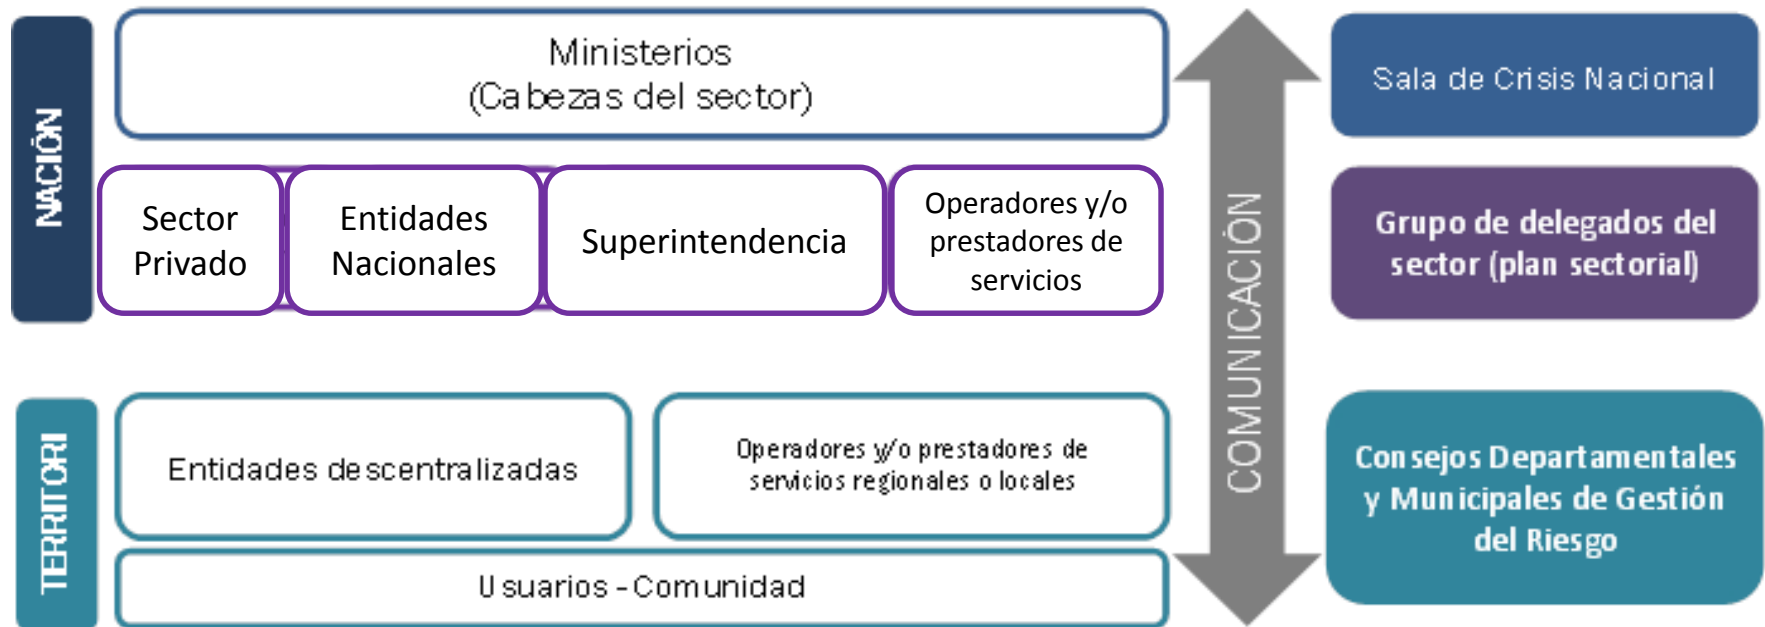 NACIÓN
Ministerios
(Cabezas del sector)
Sector
Privado
Entidades
Nacionales
Superintendencia
Operadores y/o
prestadores de
servicios
TERRITORI
Entidades descentralizadas
Operadores y/o prestadores de
servicios regionales o locales
Usuarios - Comunidad
COMUNICACIÓN
Sala de Crisis Nacional
Grupo de delegados del
sector (plan sectorial)
Consejos Departamentales
y Municipales de Gestión
del Riesgo